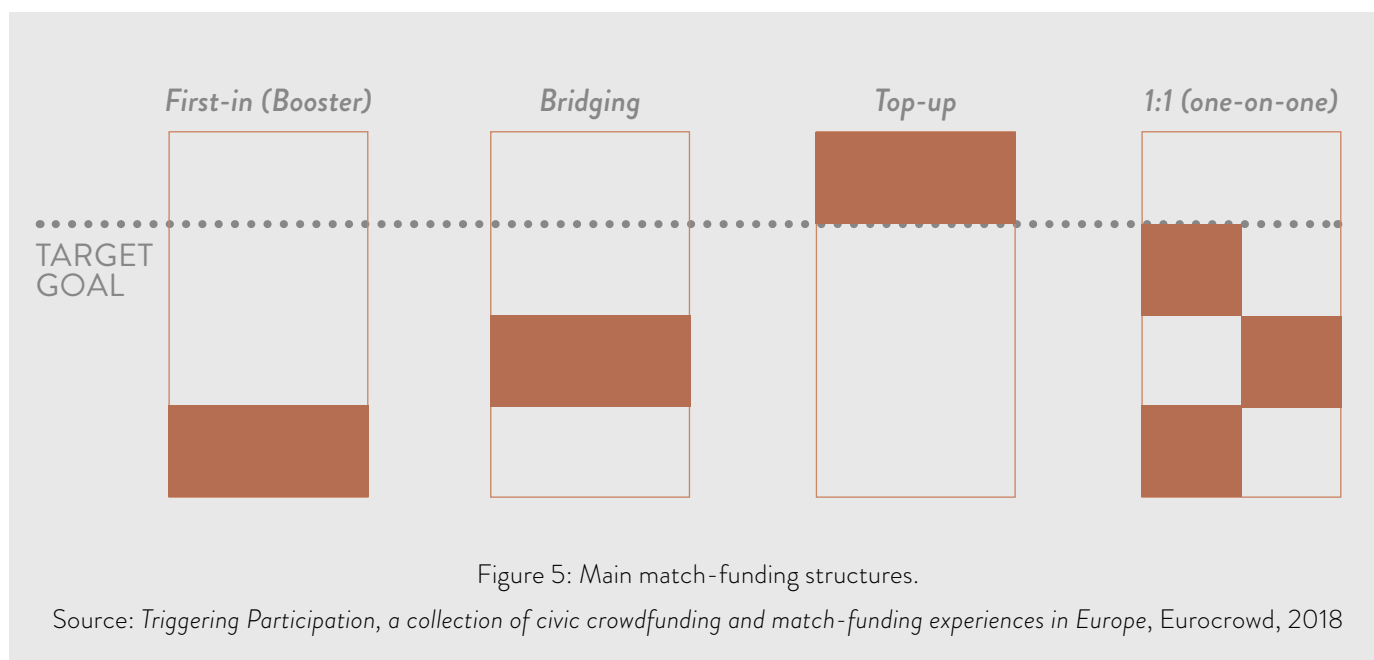 First-in (Booster)
Bridging
Top-up
1:1 (one-on-one)
TARGET
GOAL
Figure 5: Main match-funding structures.
Source: Triggering Participation, a collection of civic crowdfunding and match-funding experiences in Europe, Eurocrowd, 2018